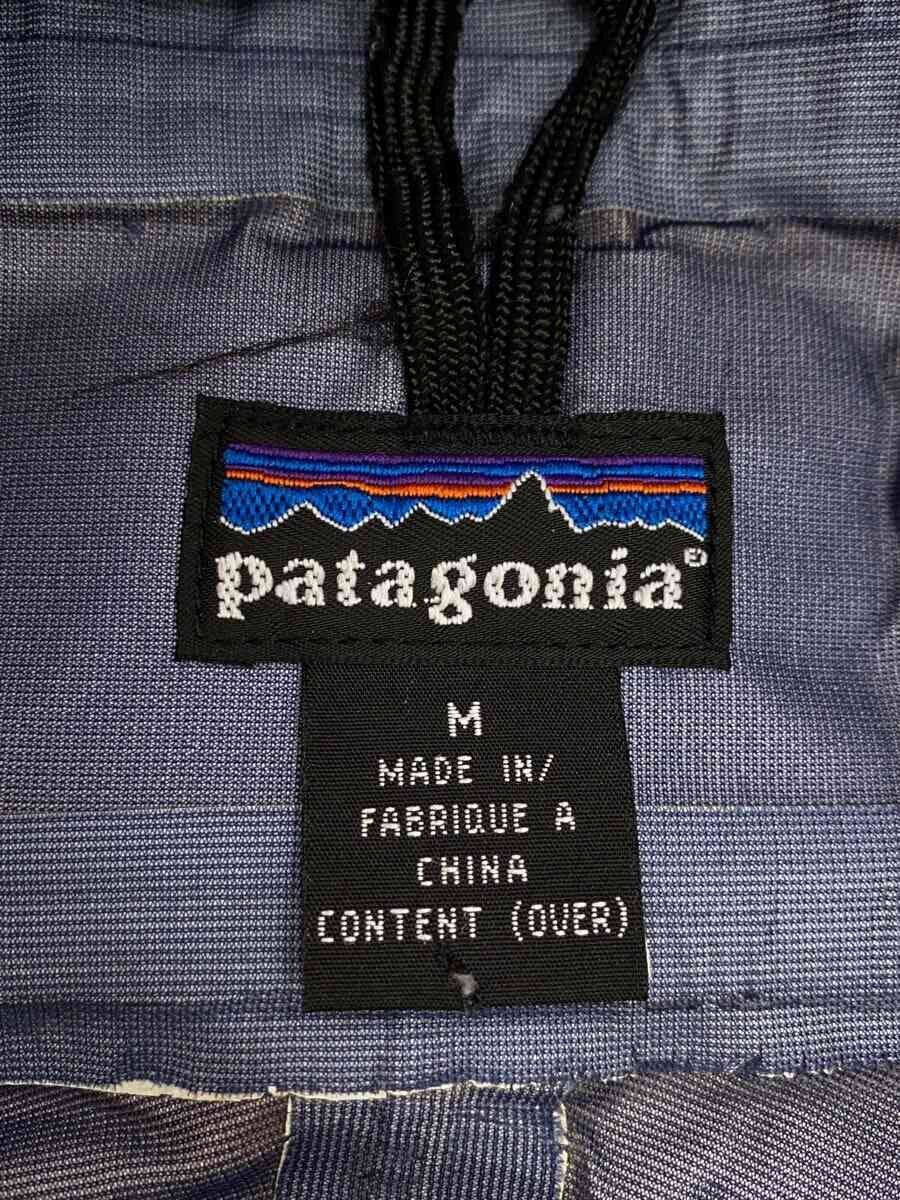 patagonia®
M
MADE IN/
FABRIQUE A
CHINA
CONTENT (OVER)